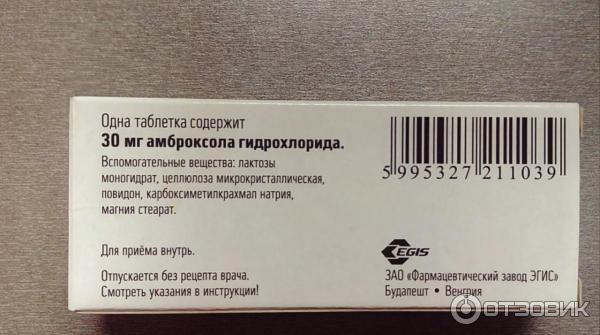 Одна таблетка содержит
30 мг амброксола гидрохлорида.
Вспомогательные вещества: лактозы
моногидрат, целлюлоза микрокристаллическая,
повидон, карбоксиметилкрахмал натрия,
магния стеарат.
Для приёма внутрь.
Отпускается без рецепта врача.
Смотреть указания в инструкции!
5 995327 211039
EGIS
ЗАО «Фармацевтический завод ЭГИС»
Будапешт • Венгрия
ОТЗОВИК